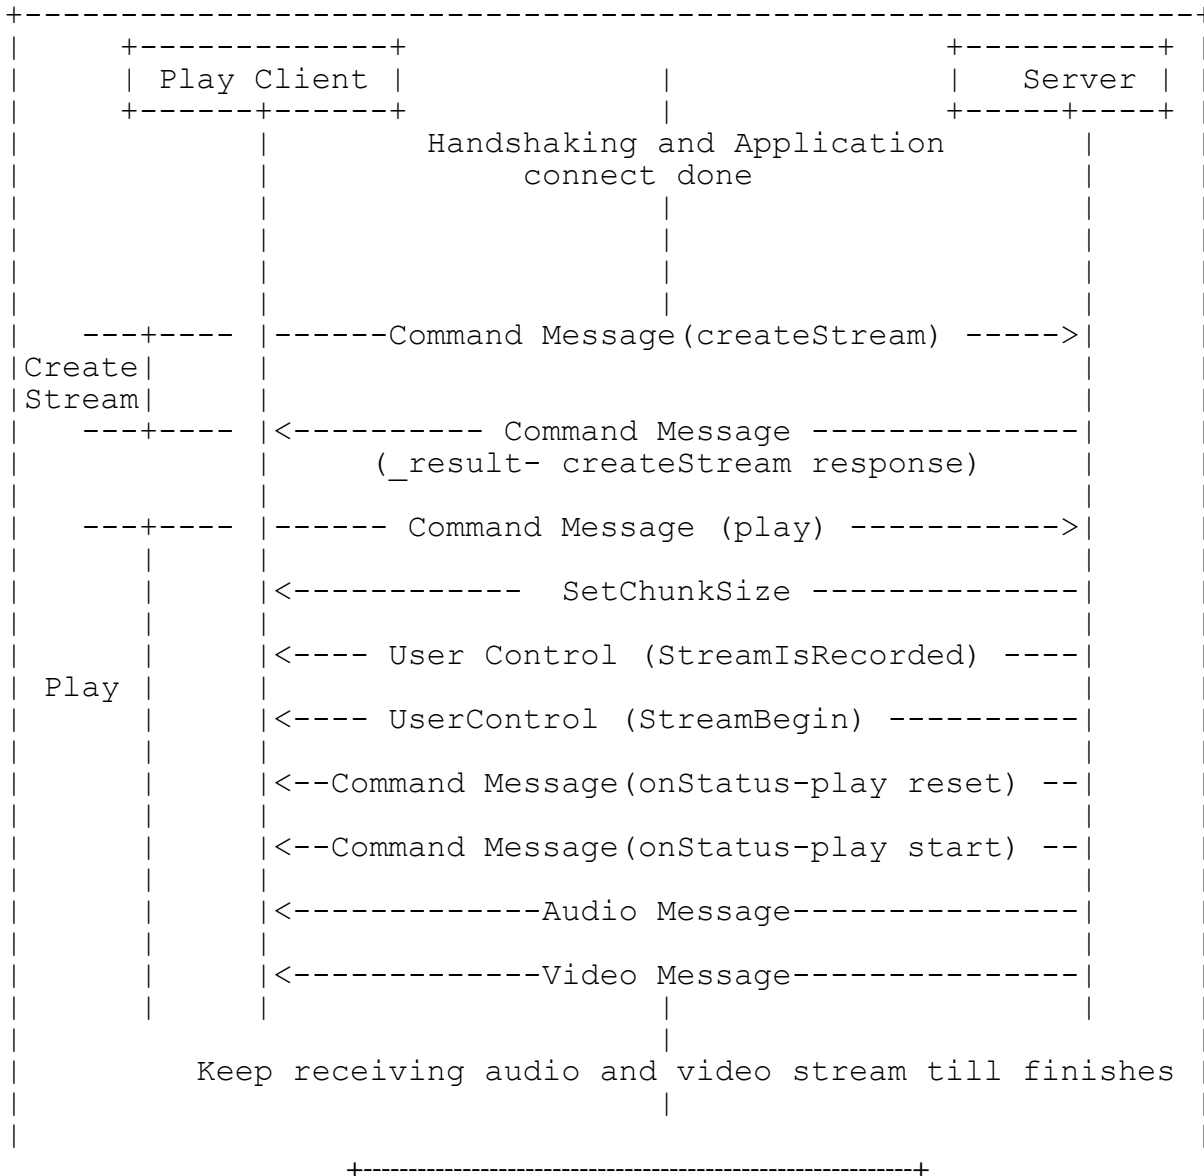 Play Client Server
Handshaking and Application
connect done
------Command Message(createStream) ----->
Create
Stream
<---------- Command Message --------------
(_result- createStream response)
------ Command Message (play) ----------->
<------------ SetChunkSize --------------
<---- User Control (StreamIsRecorded) ----
Play
<---- UserControl (StreamBegin) ----------
<--Command Message(onStatus-play reset) --
<--Command Message(onStatus-play start) --
<-------------Audio Message---------------
<-------------Video Message---------------
Keep receiving audio and video stream till finishes